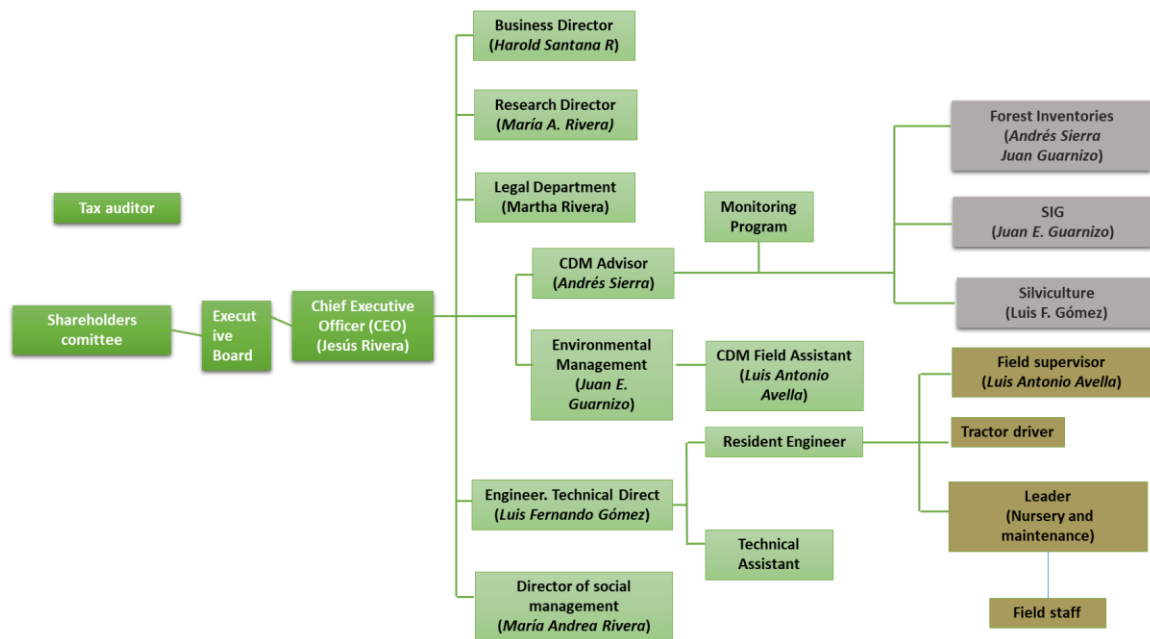 Business Director
(Harold Santana R)
Research Director
(María A. Rivera)
Legal Department
(Martha Rivera)
Tax auditor
Monitoring
Program
Forest Inventories
(Andrés Sierra
Juan Guarnizo)
SIG
(Juan E. Guarnizo)
CDM Advisor
(Andrés Sierra)
Silviculture
(Luis F. Gómez)
Shareholders
comittee
Execut
ive
Board
Chief Executive
Officer (CEO)
(Jesús Rivera)
Environmental
Management
(Juan E.
Guarnizo)
CDM Field Assistant
(Luis Antonio
Avella)
Field supervisor
(Luis Antonio Avella)
Resident Engineer
Tractor driver
Engineer. Technical Direct
(Luis Fernando Gómez)
Technical
Assistant
Leader
(Nursery and
maintenance)
Director of social
management
(María Andrea Rivera)
Field staff